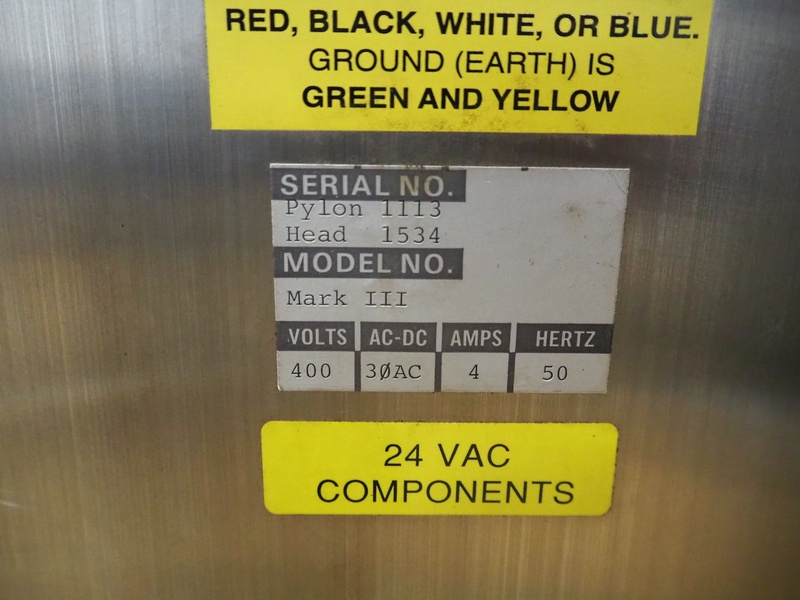 RED, BLACK, WHITE, OR BLUE.
GROUND (EARTH) IS
GREEN AND YELLOW
SERIAL NO.
Pylon 1113
Head 1534
MODEL NO.
Mark III
VOLTS AC-DC AMPS HERTZ
400 3ØAC 4 50
24 VAC
COMPONENTS